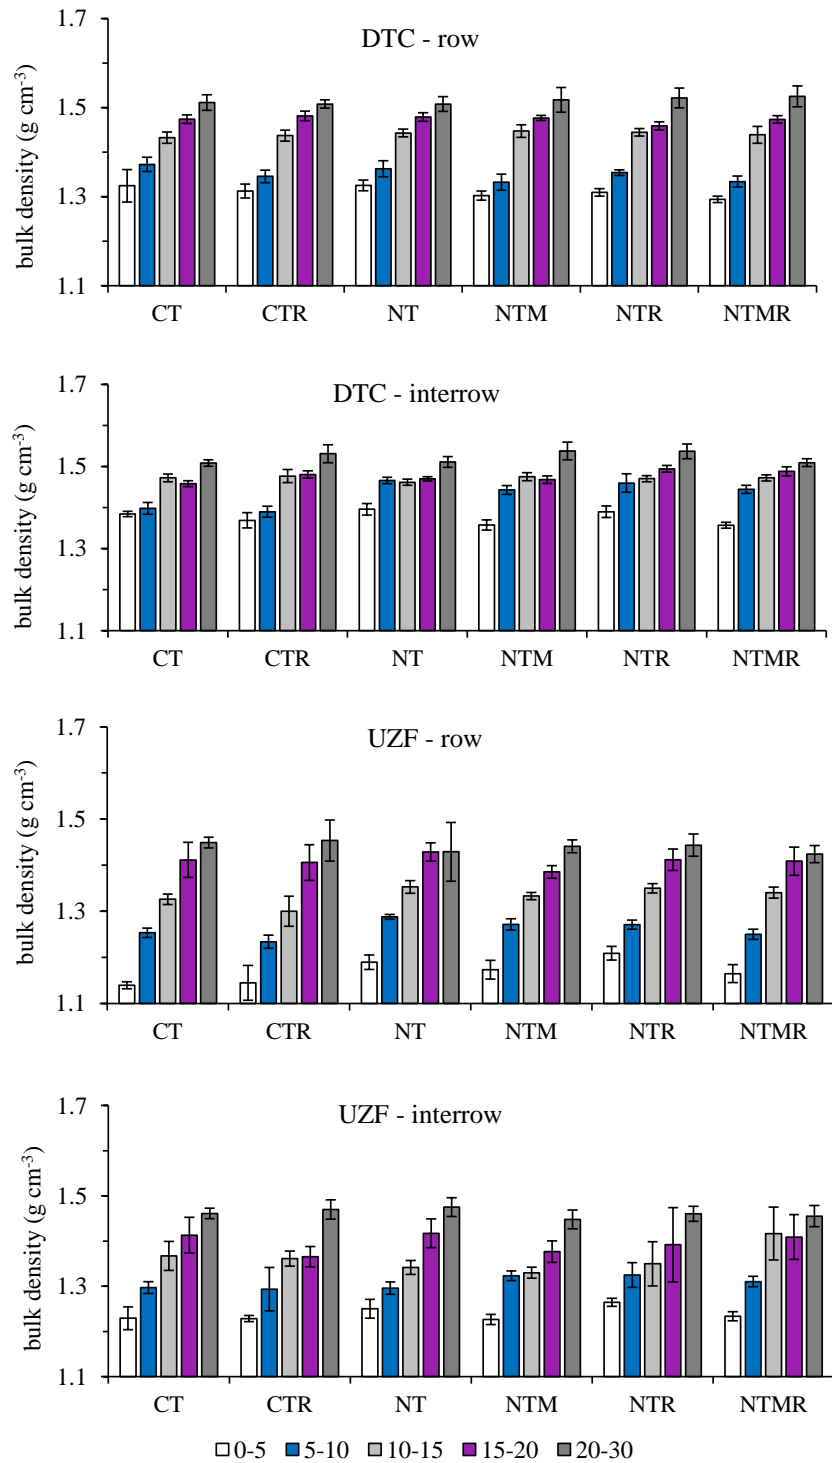 DTC - row
bulk density (g cm-3)
1.7
1.5
1.3
1.1
CT CTR NT NTM NTR NTMR
DTC - interrow
bulk density (g cm-3)
1.7
1.5
1.3
1.1
CT CTR NT NTM NTR NTMR
UZF - row
bulk density (g cm-3)
1.7
1.5
1.3
1.1
CT CTR NT NTM NTR NTMR
UZF - interrow
bulk density (g cm-3)
1.7
1.5
1.3
1.1
CT CTR NT NTM NTR NTMR
0-5 5-10 10-15 15-20 20-30